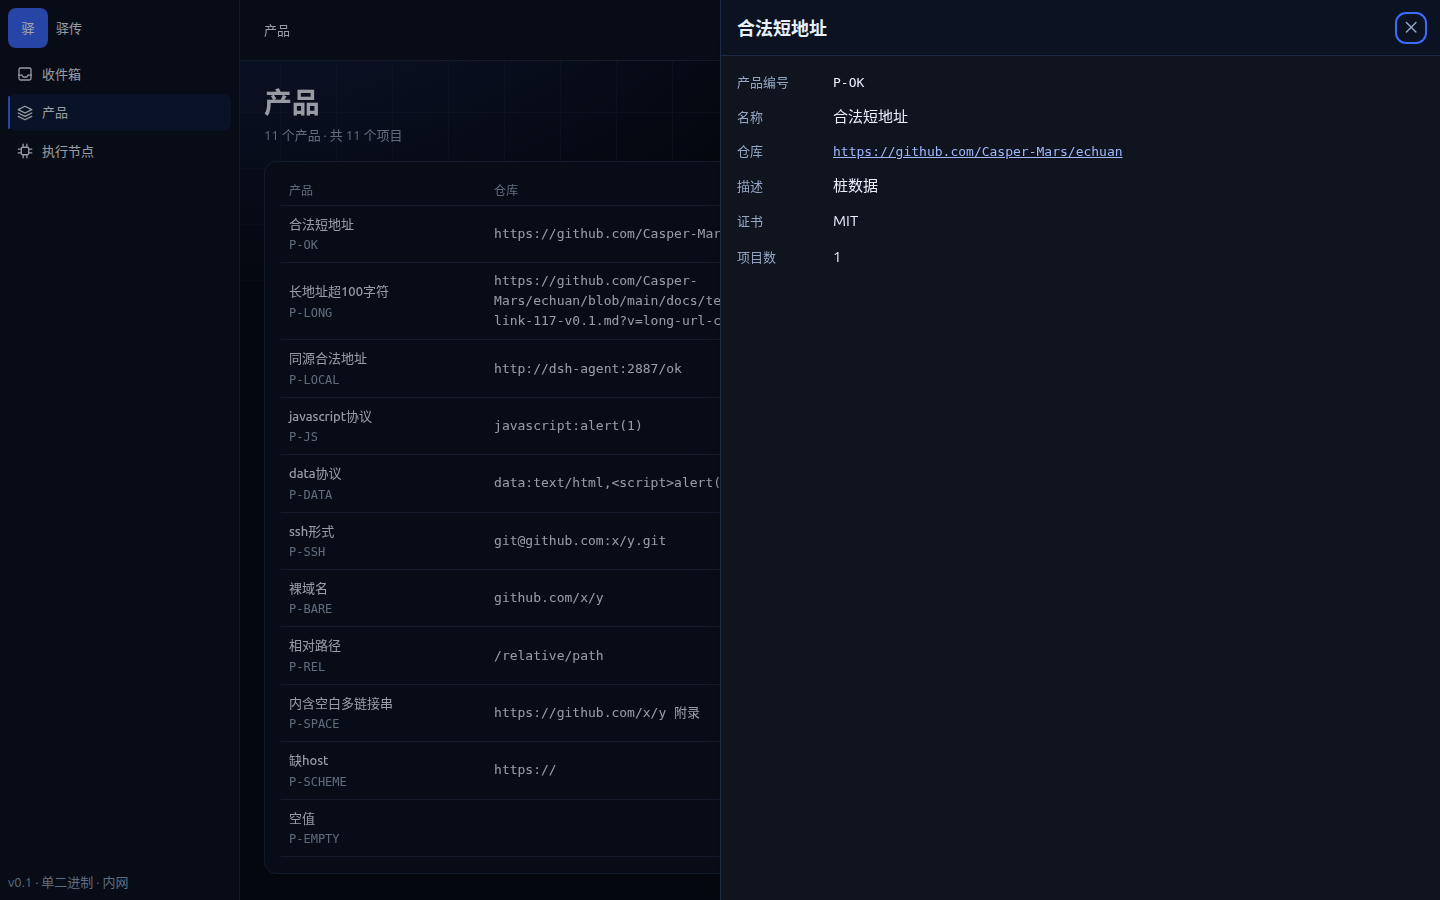 驿 驿传
收件箱
产品
执行节点
v0.1 · 单二进制 · 内网
产品
产品
11 个产品 · 共 11 个项目
产品 仓库
合法短地址
P-OK
https://github.com/Casper-Mar
长地址超100字符
P-LONG
https://github.com/Casper-
Mars/echuan/blob/main/docs/te
link-117-v0.1.md?v=long-url-c
同源合法地址
P-LOCAL
http://dsh-agent:2887/ok
javascript协议
P-JS
javascript:alert(1)
data协议
P-DATA
data:text/html,<script>alert(
ssh形式
P-SSH
git@github.com:x/y.git
裸域名
P-BARE
github.com/x/y
相对路径
P-REL
/relative/path
内含空白多链接串
P-SPACE
https://github.com/x/y 附录
缺host
P-SCHEME
https://
空值
P-EMPTY
合法短地址
产品编号 P-OK
名称 合法短地址
仓库 https://github.com/Casper-Mars/echuan
描述 桩数据
证书 MIT
项目数 1